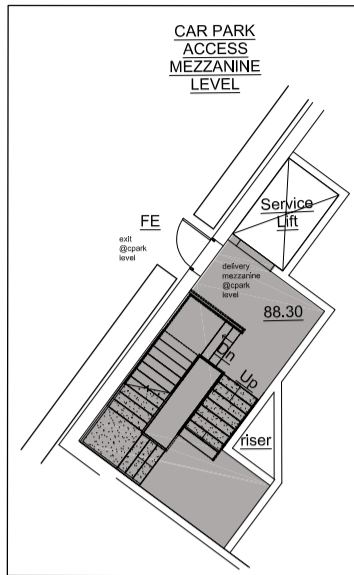 CAR PARK
ACCESS
MEZZANINE
LEVEL
Service
Lift
FE
exit
@cpark
level
delivery
mezzanine
@cpark
level
88.30
Dn
Up
riser